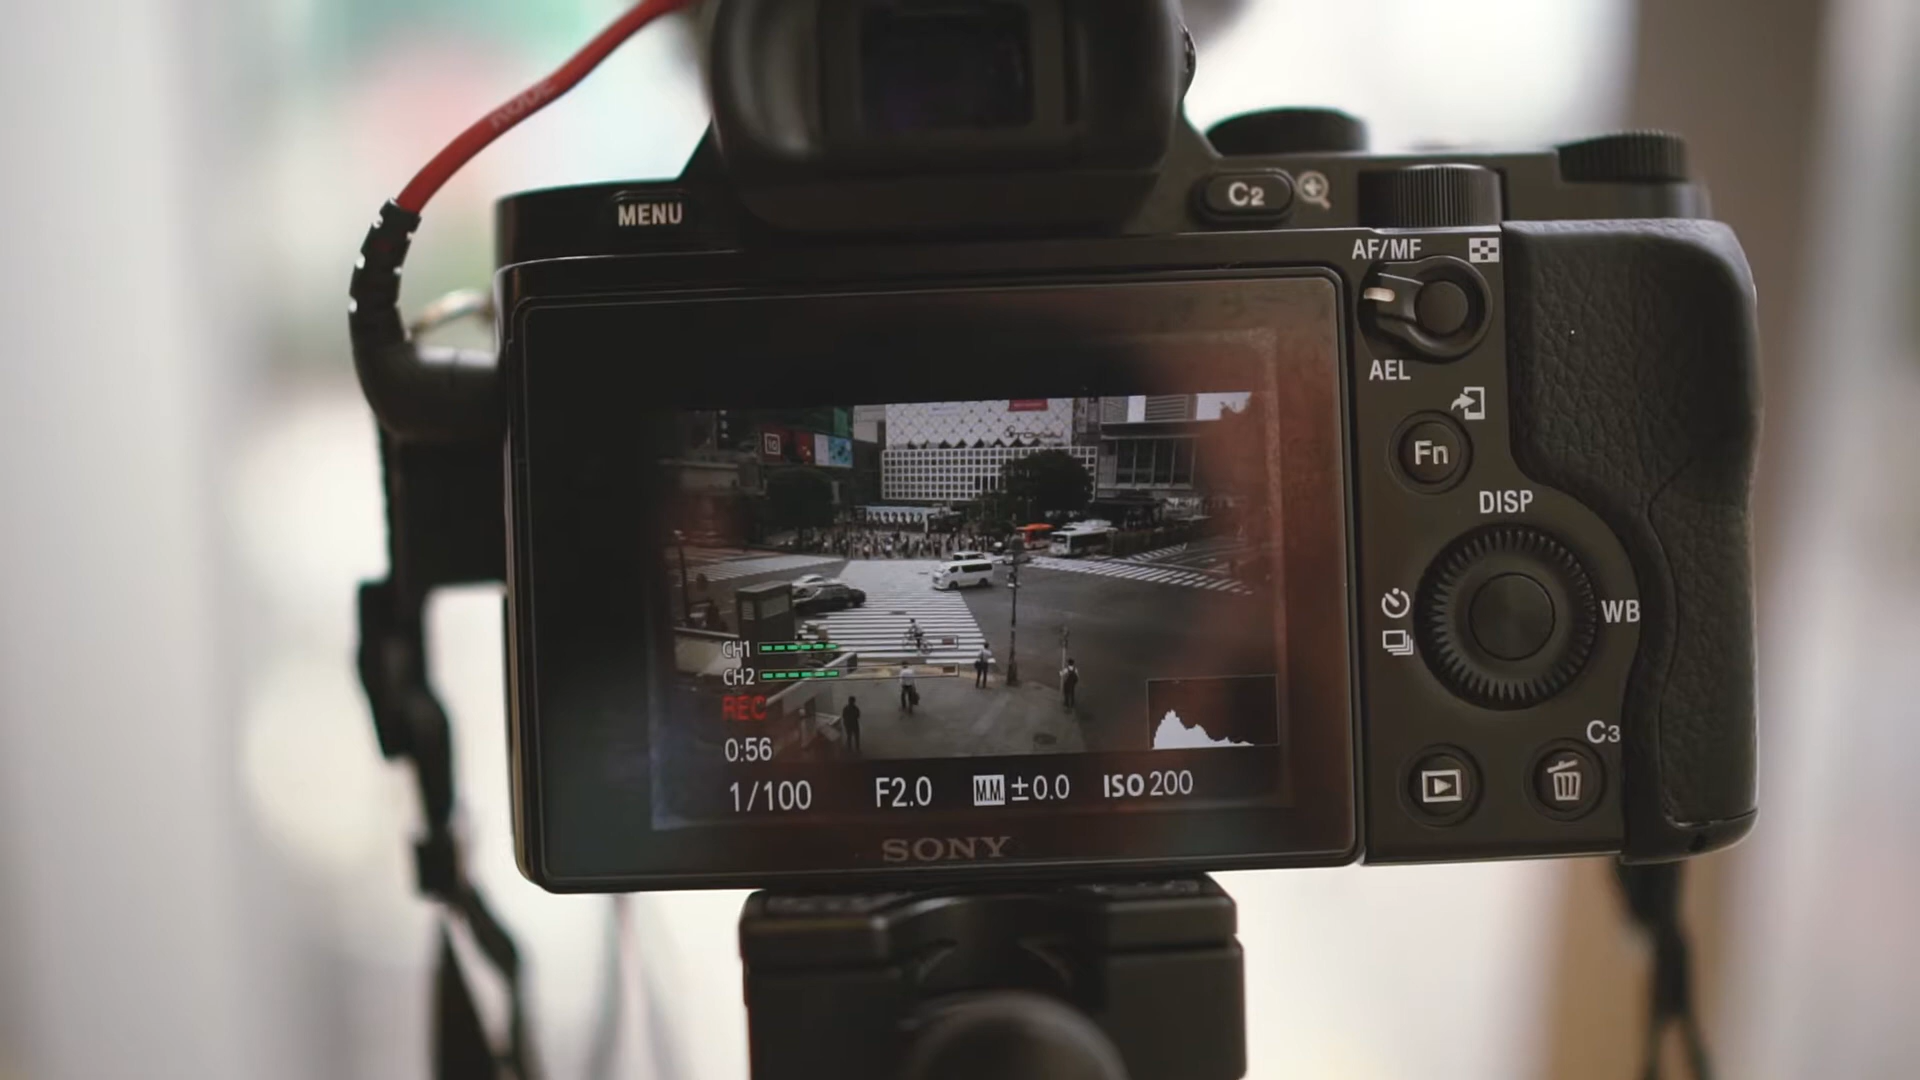 RODE
MENU
C2
AF/MF
AEL
Fn
DISP
WB
C3
CH1
CH2
REC
0:56
1/100 F2.0 M.M. ±0.0 ISO 200
SONY